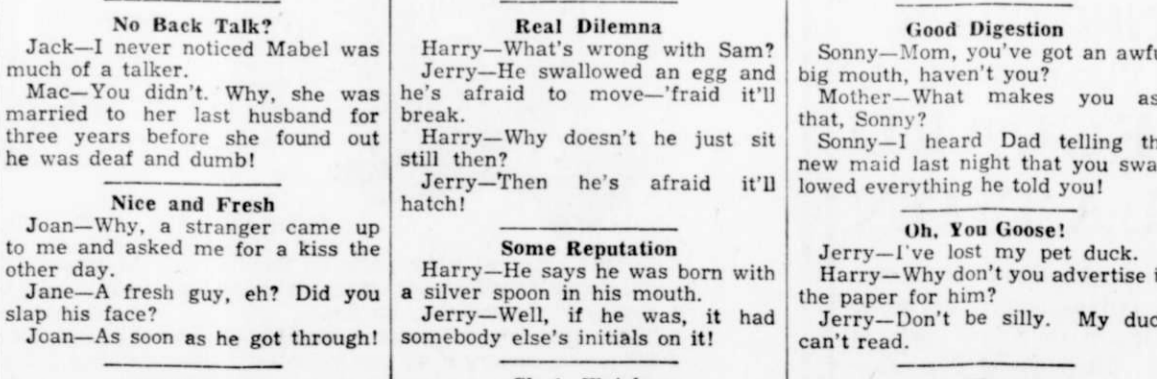 No Back Talk?
Jack—I never noticed Mabel was
much of a talker.
Mac—You didn't. Why, she was
married to her last husband for
three years before she found out
he was deaf and dumb!
Nice and Fresh
Joan—Why, a stranger came up
to me and asked me for a kiss the
other day.
Jane—A fresh guy, eh? Did you
slap his face?
Joan—As soon as he got through!
Real Dilemna
Harry—What's wrong with Sam?
Jerry—He swallowed an egg and
he's afraid to move—'fraid it'll
break.
Harry—Why doesn't he just sit
still then?
Jerry—Then he's afraid it'll
hatch!
Some Reputation
Harry—He says he was born with
a silver spoon in his mouth.
Jerry—Well, if he was, it had
somebody else's initials on it!
Good Digestion
Sonny—Mom, you've got an awfu
big mouth, haven't you?
Mother—What makes you as
that, Sonny?
Sonny—I heard Dad telling th
new maid last night that you swa
lowed everything he told you!
Oh, You Goose!
Jerry—I've lost my pet duck.
Harry—Why don't you advertise i
the paper for him?
Jerry—Don't be silly. My duc
can't read.